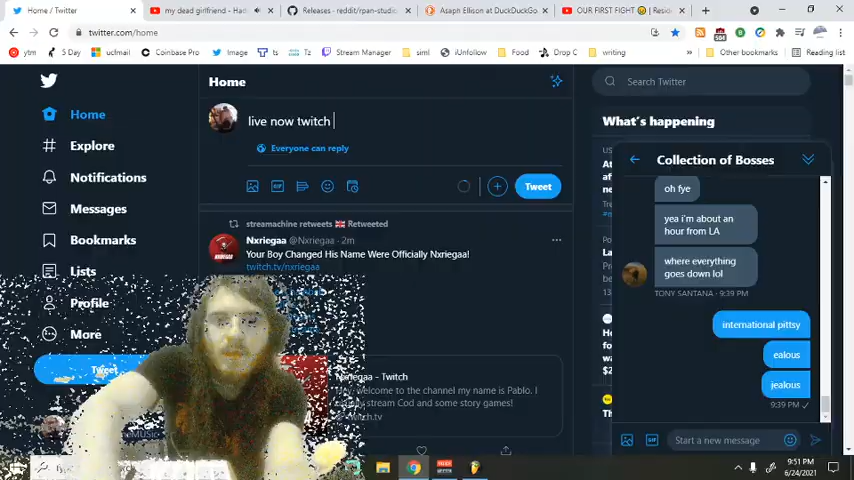 Home / Twitter
my dead girlfriend - Had
Releases · reddit/rpan-studio
Asaph Ellison at DuckDuckGo
OUR FIRST FIGHT
Resid
twitter.com/home
504
ytm
5 Day
uclmail
Coinbase Pro
Image
ts
Tz
Stream Manager
siml
iUnfollow
Food
Drop C
writing
Other bookmarks
Reading list
Home
Explore
Notifications
Messages
Bookmarks
Lists
Profile
More
Tweet
Home
live now twitch
Everyone can reply
Tweet
streamachine retweets 🇬🇧 Retweeted
Nxriegaa @Nxriegaa · 2m
Your Boy Changed His Name Were Officially Nxriegaa!
twitch.tv/nxriegaa
Nxriegaa - Twitch
welcome to the channel my name is Pablo. I
stream Cod and some story games!
Search Twitter
What's happening
Collection of Bosses
oh fye
yea i'm about an
hour from LA
where everything
goes down lol
TONY SANTANA · 9:39 PM
international pittsy
ealous
jealous
9:39 PM
Start a new message
9:51 PM
6/24/2021